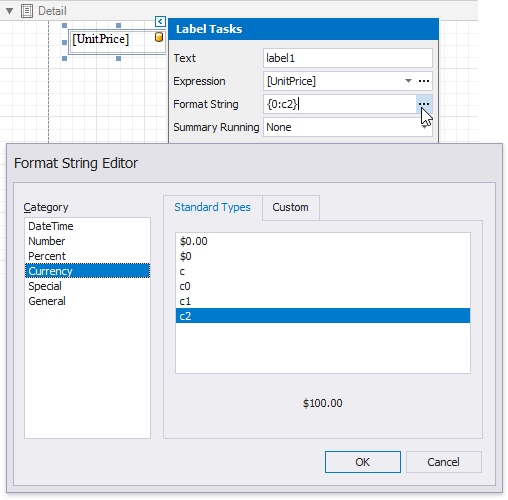 Detail
[UnitPrice]
Label Tasks
Text label1
Expression [UnitPrice]
Format String {0:c2}
Summary Running None
Format String Editor
Category
DateTime
Number
Percent
Currency
Special
General
Standard Types Custom
$0.00
$0
c
c0
c1
c2
$100.00
OK Cancel